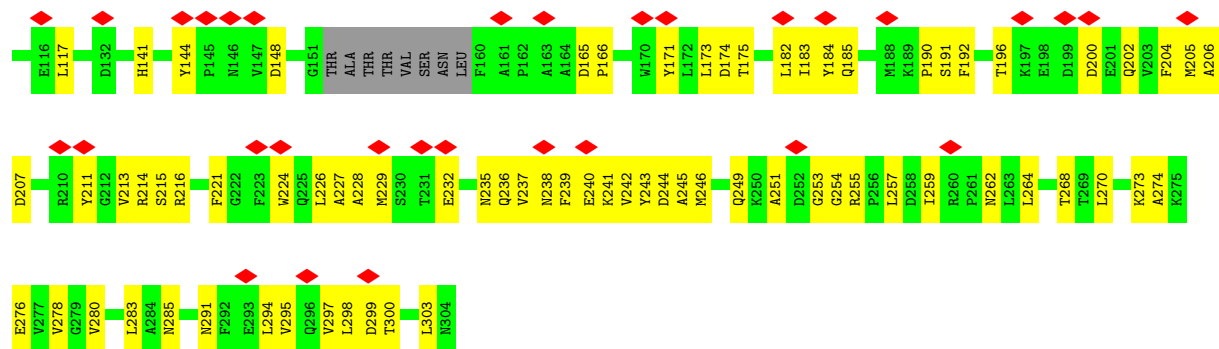 E116 L117 D132 H141 Y144 P145 N146 V147 D148 G151 THR ALA THR THR VAL SER ASN LEU F160 A161 P162 A163 A164 D165 P166 W170 Y171 L172 L173 D174 T175 L182 I183 Y184 Q185 M188 K189 P190 S191 F192 T196 K197 E198 D199 D200 E201 Q202 V203 F204 M205 A206
D207 R210 Y211 G212 V213 R214 S215 R216 F221 G222 F223 W224 Q225 L226 A227 A228 M229 S230 T231 E232 N235 Q236 V237 N238 F239 E240 K241 V242 Y243 D244 A245 M246 Q249 K250 A251 D252 G253 G254 R255 P256 L257 D258 I259 R260 P261 N262 L263 L264 T268 T269 L270 K273 A274 K275
E276 V277 V278 G279 V280 L283 A284 N285 N291 F292 E293 L294 V295 Q296 V297 L298 D299 T300 L303 N304